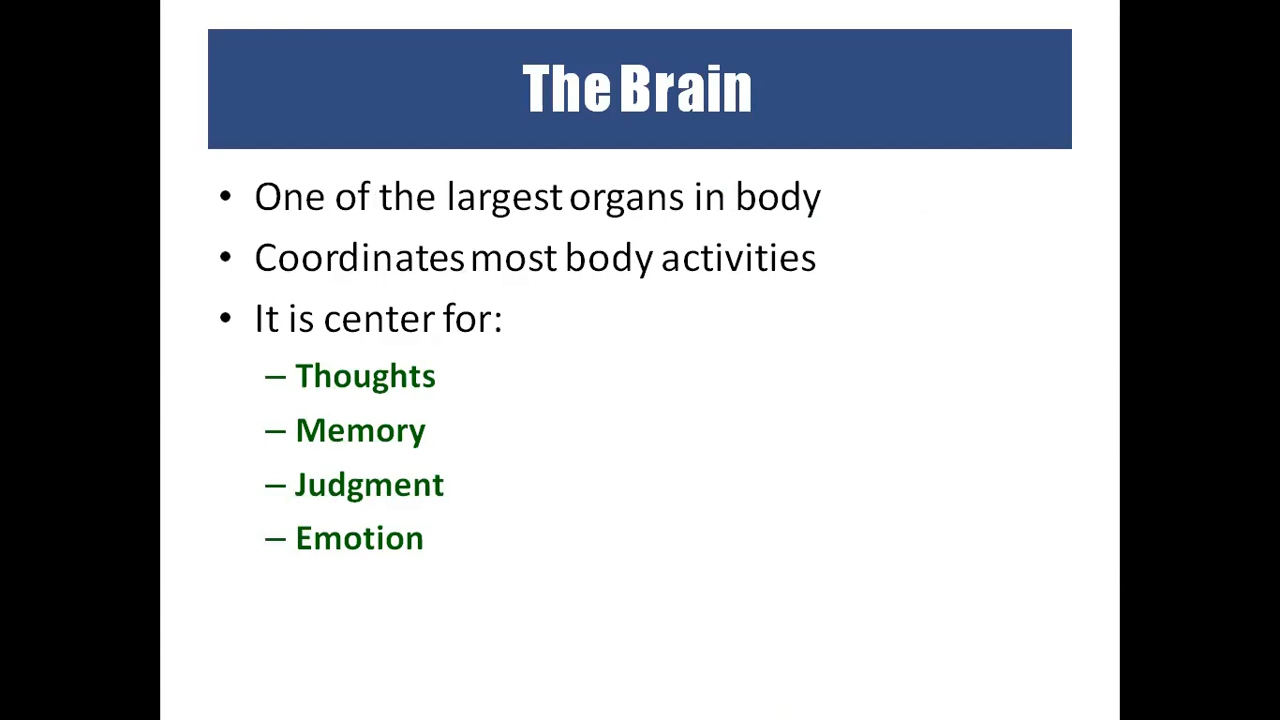 The Brain
• One of the largest organs in body
• Coordinates most body activities
• It is center for:
– Thoughts
– Memory
– Judgment
– Emotion